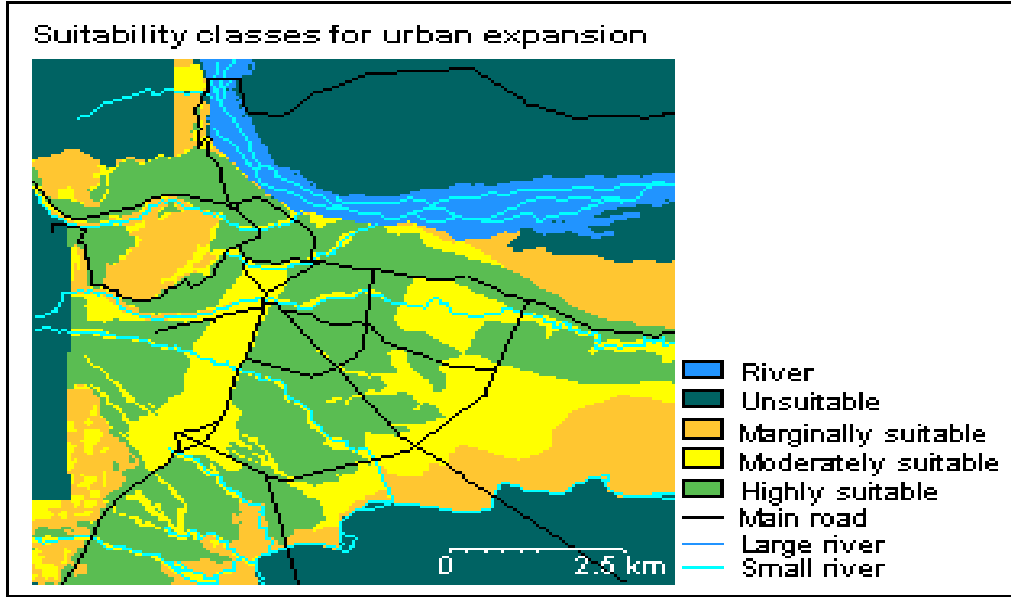 Suitability classes for urban expansion
River
Unsuitable
Marginally suitable
Moderately suitable
Highly suitable
Main road
Large river
Small river
0 2.5 km